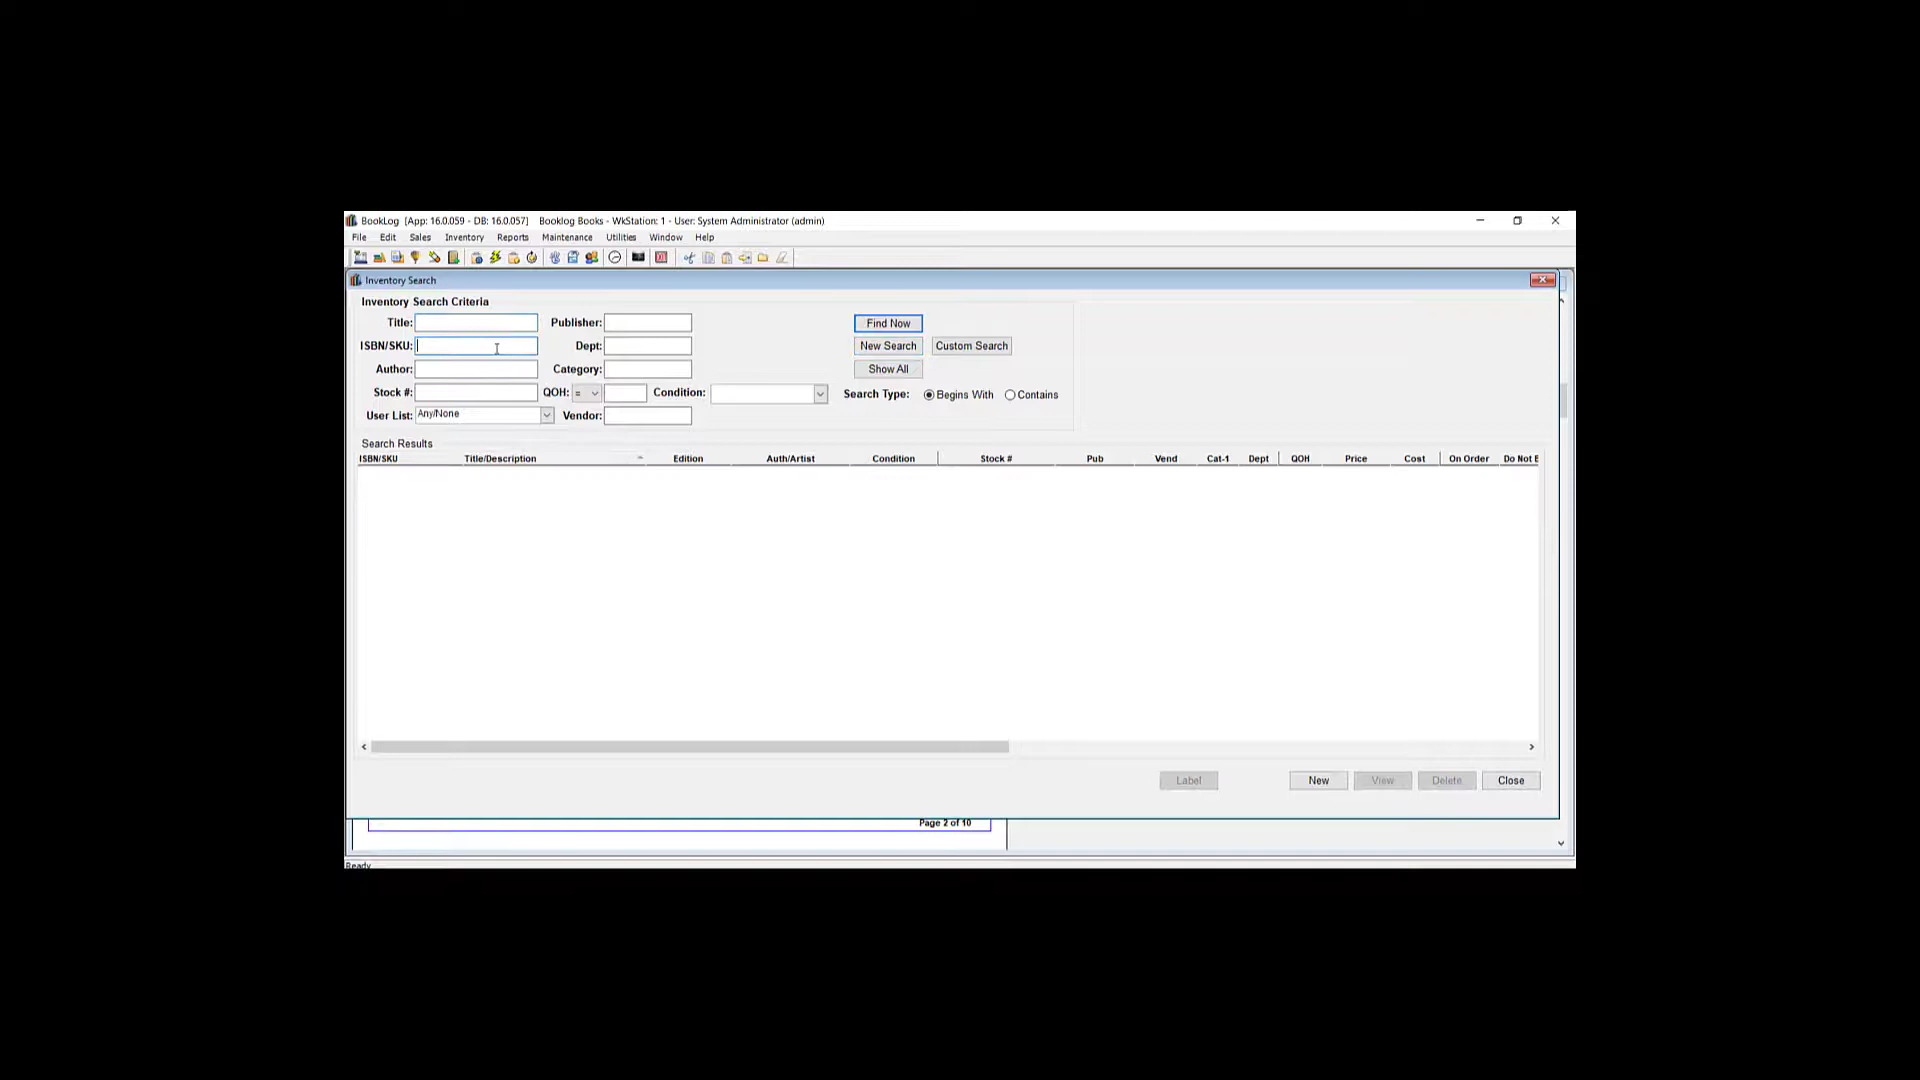 BookLog [App: 16.0.059 - DB: 16.0.057] Booklog Books - WkStation: 1 - User: System Administrator (admin)
File Edit Sales Inventory Reports Maintenance Utilities Window Help
Inventory Search
Inventory Search Criteria
Title: Publisher: Find Now
ISBN/SKU: Dept: New Search Custom Search
Author: Category: Show All
Stock #: QOH: = Condition: Search Type: Begins With Contains
User List: Any/None Vendor:
Search Results
ISBN/SKU Title/Description Edition Auth/Artist Condition Stock # Pub Vend Cat-1 Dept QOH Price Cost On Order Do Not E
Label New View Delete Close
Page 2 of 10
Ready